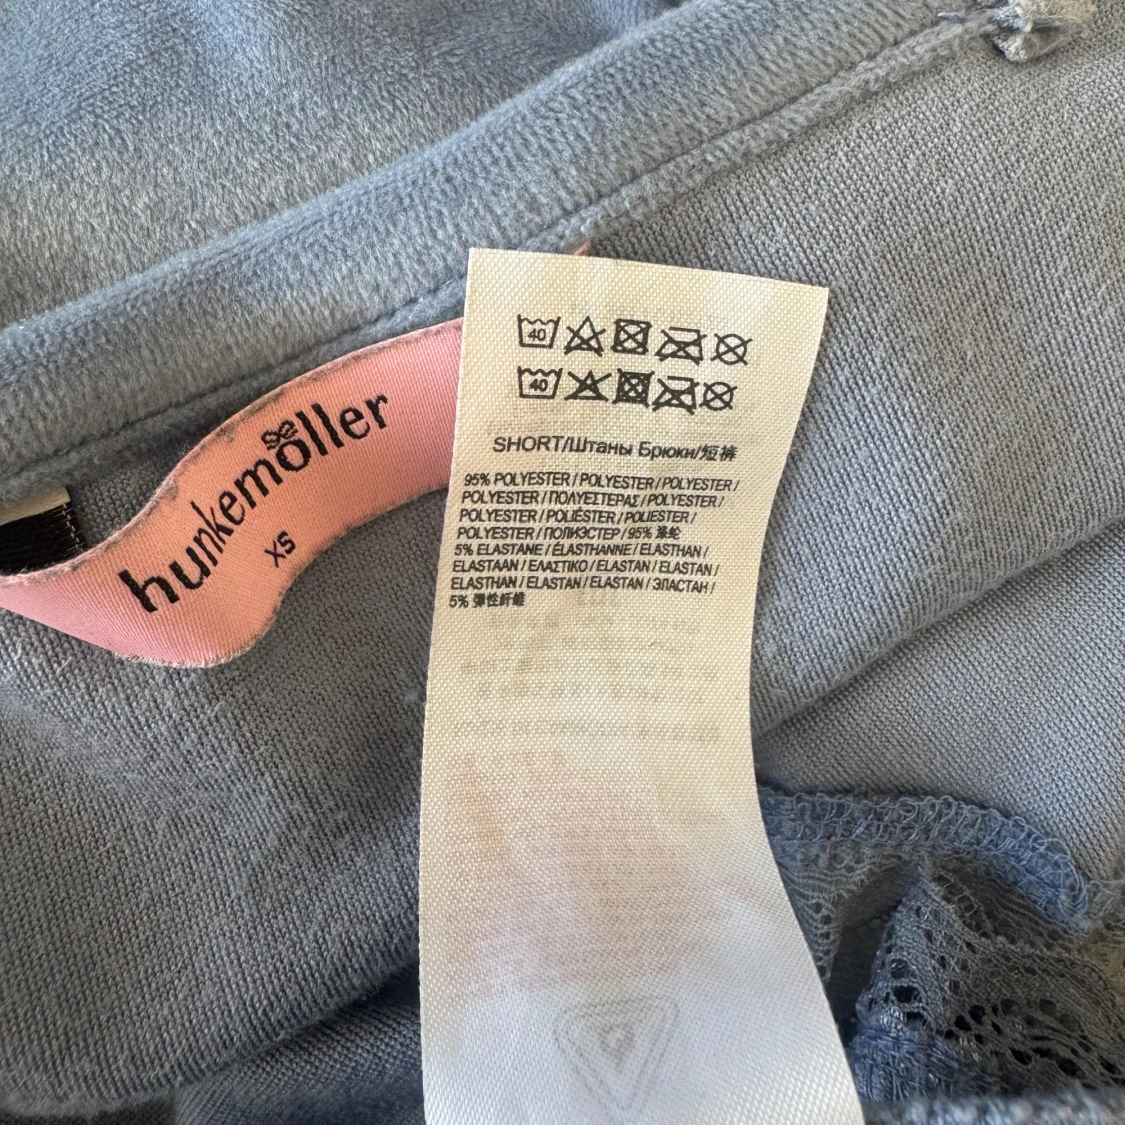 hunkemöller
XS
40
40
SHORT/Штаны Брюки/短裤
95% POLYESTER / POLYESTER / POLYESTER /
POLYESTER / ΠΟΛΥΕΣΤΕΡΑΣ / POLYESTER /
POLYESTER / POLIÉSTER / POLIESTER /
POLYESTER / ПОЛИЭСТЕР / 95% 涤纶
5% ELASTANE / ÉLASTHANNE / ELASTHAN /
ELASTAAN / ΕΛΑΣΤΙΚΟ / ELASTAN / ELASTAN /
ELASTHAN / ELASTAN / ELASTAN / ЭЛАСТАН /
5% 弹性纤维